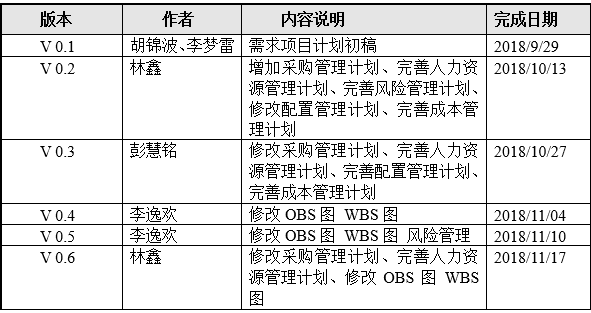 版本 作者 内容说明 完成日期
V 0.1 胡锦波、李梦雷 需求项目计划初稿 2018/9/29
V 0.2 林鑫 增加采购管理计划、完善人力 2018/10/13
资源管理计划、完善风险管理计划、
修改配置管理计划、完善成本管
理计划
V 0.3 彭慧铭 修改采购管理计划、完善人力资 2018/10/27
源管理计划、完善配置管理计划、
完善成本管理计划
V 0.4 李逸欢 修改 OBS 图 WBS 图 2018/11/04
V 0.5 李逸欢 修改 OBS 图 WBS 图 风险管理 2018/11/10
V 0.6 林鑫 修改采购管理计划、完善人力资 2018/11/17
源管理计划、修改 OBS 图 WBS
图